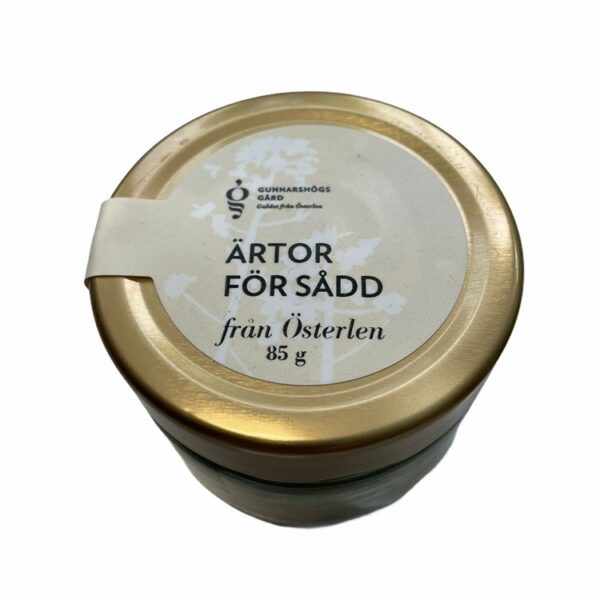 GUNNARSHÖGS
GÅRD
Guldet från Österlen
ÄRTOR
FÖR SÅDD
från Österlen
85 g